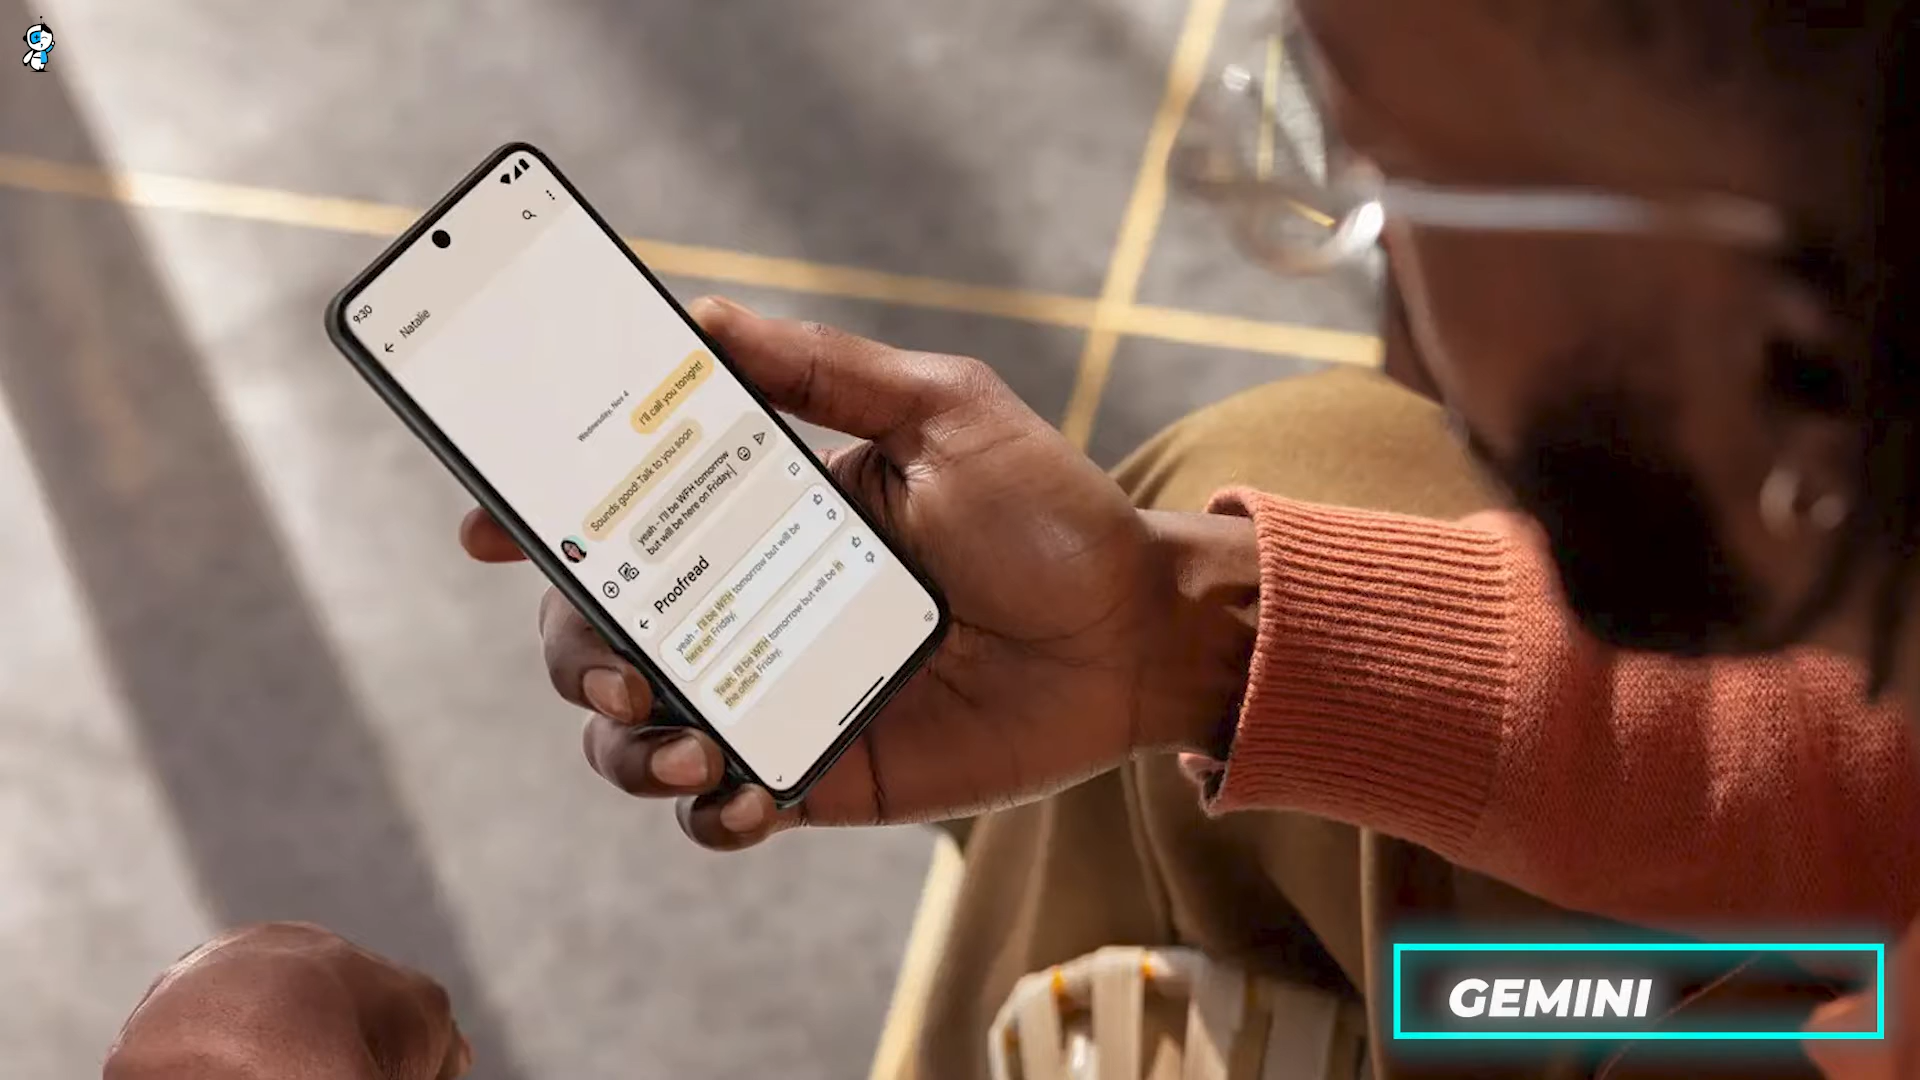 9:30
Natalie
I'll call you tonight!
Wednesday, Nov 4
Sounds good! Talk to you soon
yeah - I'll be WFH tomorrow
but will be here on Friday.
Proofread
yeah - I'll be WFH tomorrow but will be
here on Friday.
Yeah, I'll be WFH tomorrow but will be in
the office Friday.
GEMINI